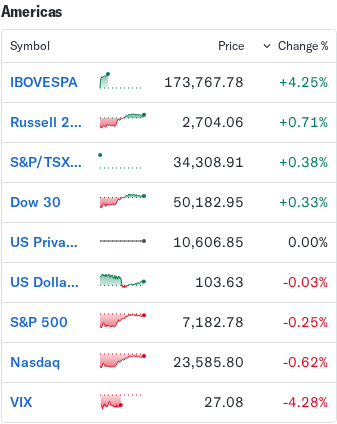 Americas
Symbol Price Change %
IBOVESPA 173,767.78 +4.25%
Russell 2... 2,704.06 +0.71%
S&P/TSX... 34,308.91 +0.38%
Dow 30 50,182.95 +0.33%
US Priva... 10,606.85 0.00%
US Dolla... 103.63 -0.03%
S&P 500 7,182.78 -0.25%
Nasdaq 23,585.80 -0.62%
VIX 27.08 -4.28%